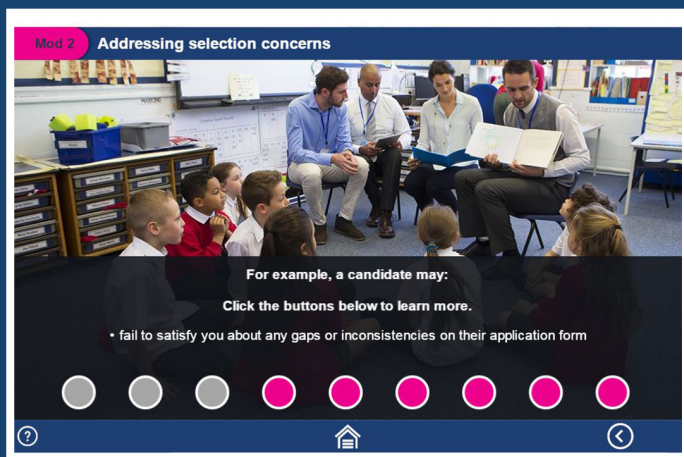 Mod 2 Addressing selection concerns
For example, a candidate may:
Click the buttons below to learn more.
• fail to satisfy you about any gaps or inconsistencies on their application form
?